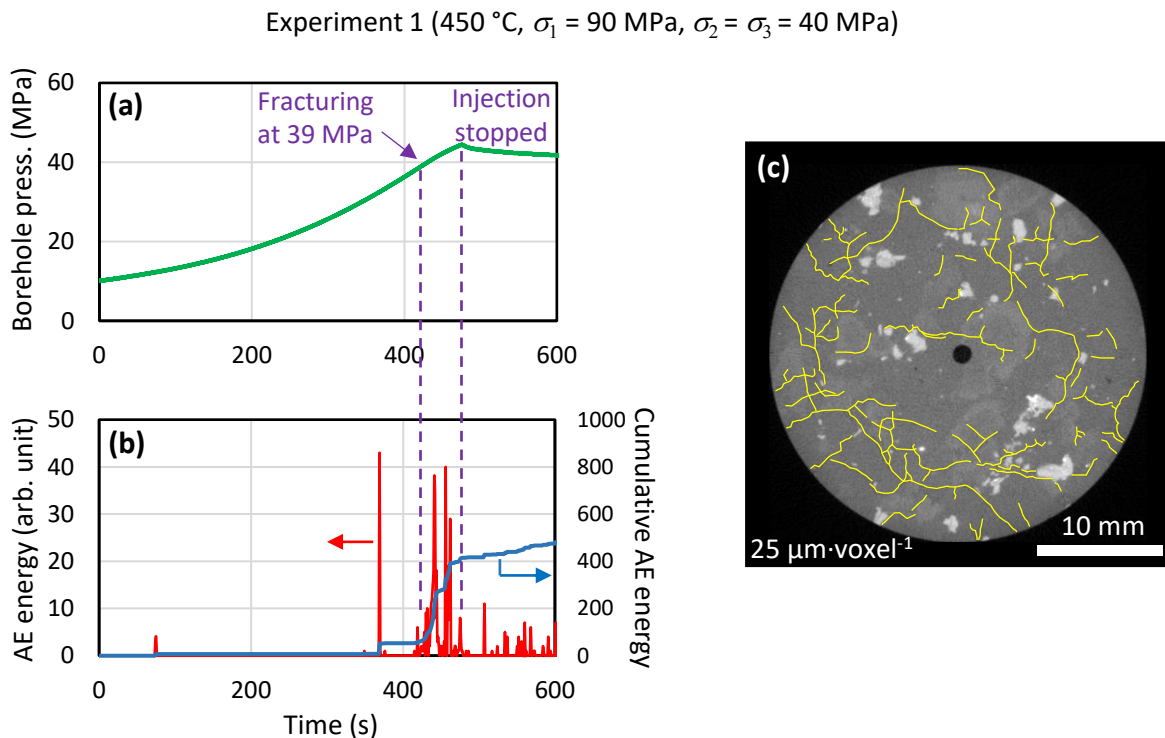 Experiment 1 (450 °C, σ1 = 90 MPa, σ2 = σ3 = 40 MPa)
(a)
Borehole press. (MPa)
60
40
20
0
Fracturing
at 39 MPa
Injection
stopped
0
200
400
600
(b)
AE energy (arb. unit)
50
40
30
20
10
0
1000
800
600
400
200
0
Cumulative AE energy
0
200
400
600
Time (s)
(c)
25 µm·voxel-1
10 mm